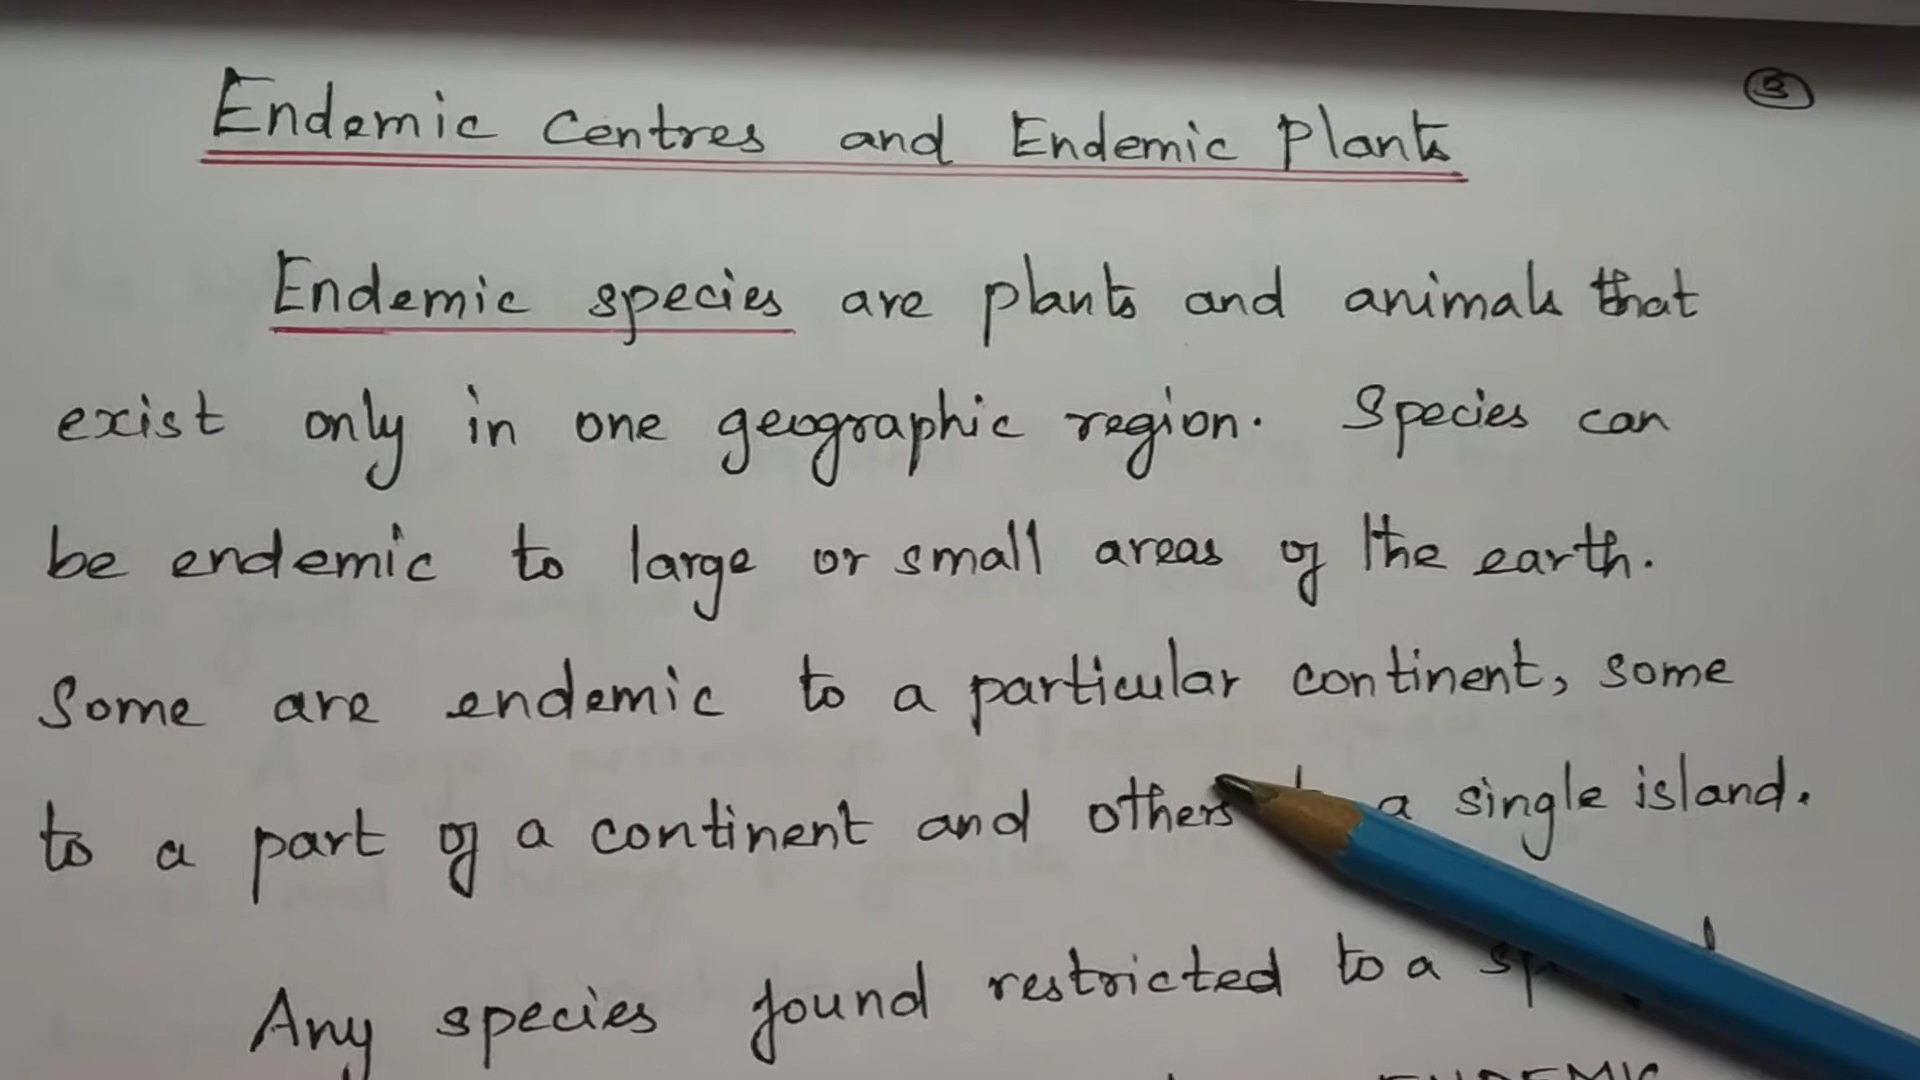 3
Endemic Centres and Endemic Plants
Endemic species are plants and animals that
exist only in one geographic region. Species can
be endemic to large or small areas of the earth.
Some are endemic to a particular continent, some
to a part of a continent and others a single island.
Any species found restricted to a
ENDEMIC